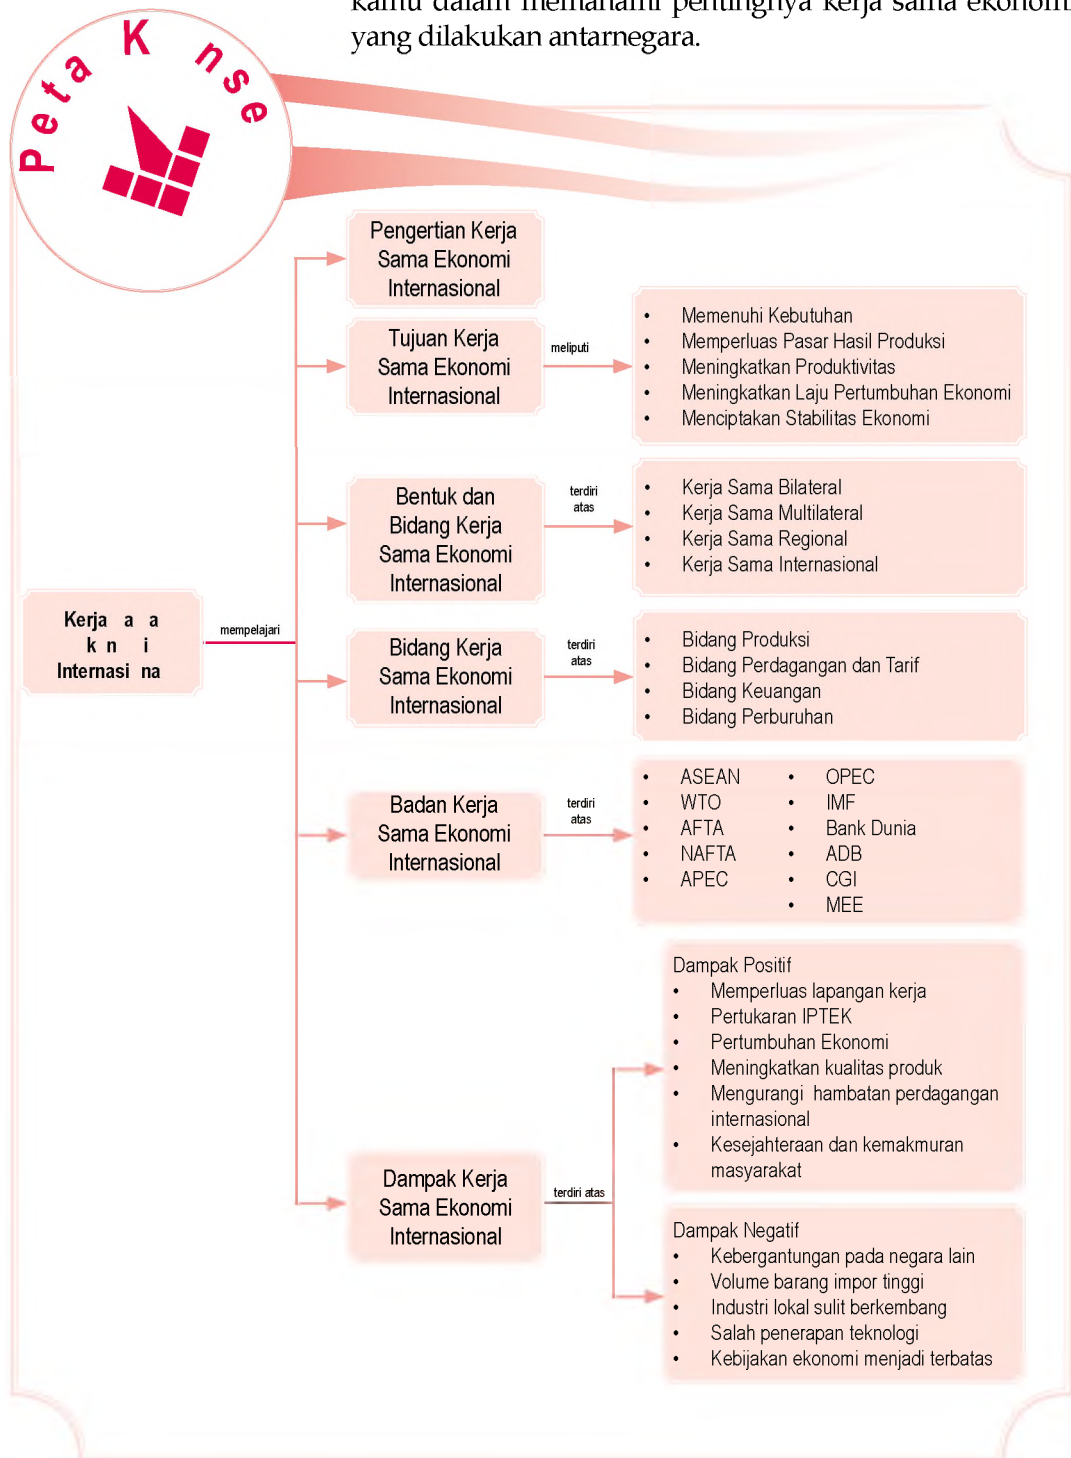 kamu dalam memahami pentingnya kerja sama ekonomi
yang dilakukan antarnegara.
Peta K nse
Pengertian Kerja
Sama Ekonomi
Internasional
Tujuan Kerja
Sama Ekonomi
Internasional
meliputi
• Memenuhi Kebutuhan
• Memperluas Pasar Hasil Produksi
• Meningkatkan Produktivitas
• Meningkatkan Laju Pertumbuhan Ekonomi
• Menciptakan Stabilitas Ekonomi
Bentuk dan
Bidang Kerja
Sama Ekonomi
Internasional
terdiri
atas
• Kerja Sama Bilateral
• Kerja Sama Multilateral
• Kerja Sama Regional
• Kerja Sama Internasional
Kerja a a
k n i
Internasi na
mempelajari
Bidang Kerja
Sama Ekonomi
Internasional
terdiri
atas
• Bidang Produksi
• Bidang Perdagangan dan Tarif
• Bidang Keuangan
• Bidang Perburuhan
Badan Kerja
Sama Ekonomi
Internasional
terdiri
atas
• ASEAN
• WTO
• AFTA
• NAFTA
• APEC
• OPEC
• IMF
• Bank Dunia
• ADB
• CGI
• MEE
Dampak Kerja
Sama Ekonomi
Internasional
terdiri atas
Dampak Positif
• Memperluas lapangan kerja
• Pertukaran IPTEK
• Pertumbuhan Ekonomi
• Meningkatkan kualitas produk
• Mengurangi hambatan perdagangan
internasional
• Kesejahteraan dan kemakmuran
masyarakat
Dampak Negatif
• Kebergantungan pada negara lain
• Volume barang impor tinggi
• Industri lokal sulit berkembang
• Salah penerapan teknologi
• Kebijakan ekonomi menjadi terbatas